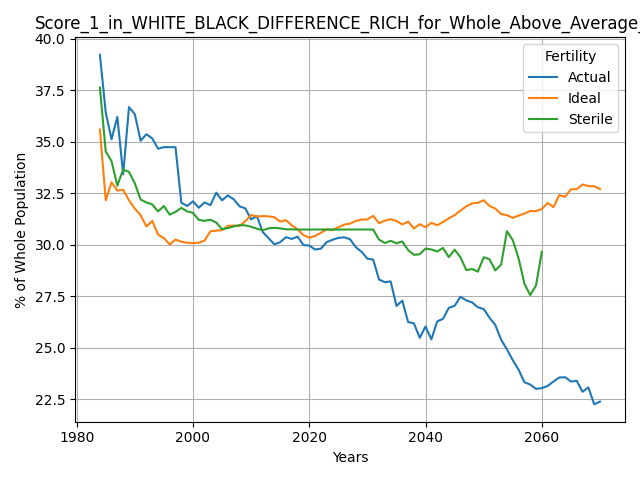 Score_1_in_WHITE_BLACK_DIFFERENCE_RICH_for_Whole_Above_Average_
40.0
37.5
35.0
32.5
30.0
27.5
25.0
22.5
% of Whole Population
Fertility
Actual
Ideal
Sterile
1980 2000 2020 2040 2060
Years